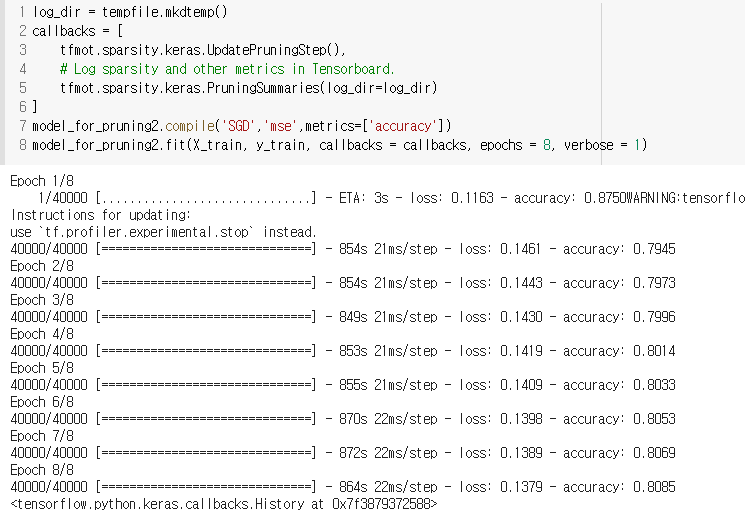 1 log_dir = tempfile.mkdtemp()
2 callbacks = [
3     tfmot.sparsity.keras.UpdatePruningStep(),
4     # Log sparsity and other metrics in Tensorboard.
5     tfmot.sparsity.keras.PruningSummaries(log_dir=log_dir)
6 ]
7 model_for_pruning2.compile('SGD','mse',metrics=['accuracy'])
8 model_for_pruning2.fit(X_train, y_train, callbacks = callbacks, epochs = 8, verbose = 1)
Epoch 1/8
1/40000 [..............................] - ETA: 3s - loss: 0.1163 - accuracy: 0.8750WARNING:tensorflo
Instructions for updating:
use `tf.profiler.experimental.stop` instead.
40000/40000 [==============================] - 854s 21ms/step - loss: 0.1461 - accuracy: 0.7945
Epoch 2/8
40000/40000 [==============================] - 854s 21ms/step - loss: 0.1443 - accuracy: 0.7973
Epoch 3/8
40000/40000 [==============================] - 849s 21ms/step - loss: 0.1430 - accuracy: 0.7996
Epoch 4/8
40000/40000 [==============================] - 853s 21ms/step - loss: 0.1419 - accuracy: 0.8014
Epoch 5/8
40000/40000 [==============================] - 855s 21ms/step - loss: 0.1409 - accuracy: 0.8033
Epoch 6/8
40000/40000 [==============================] - 870s 22ms/step - loss: 0.1398 - accuracy: 0.8053
Epoch 7/8
40000/40000 [==============================] - 872s 22ms/step - loss: 0.1389 - accuracy: 0.8069
Epoch 8/8
40000/40000 [==============================] - 864s 22ms/step - loss: 0.1379 - accuracy: 0.8085
<tensorflow.python.keras.callbacks.History at 0x7f3879372588>